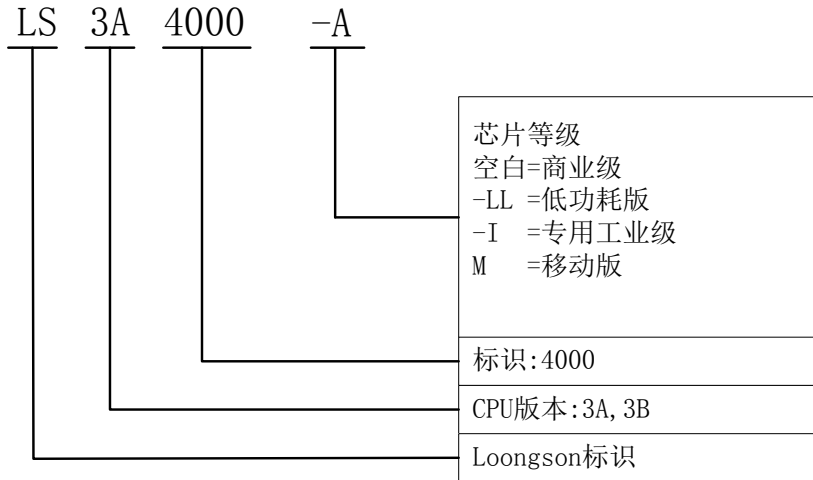 LS 3A 4000 -A
芯片等级
空白=商业级
-LL =低功耗版
-I =专用工业级
M =移动版
标识:4000
CPU版本:3A,3B
Loongson标识